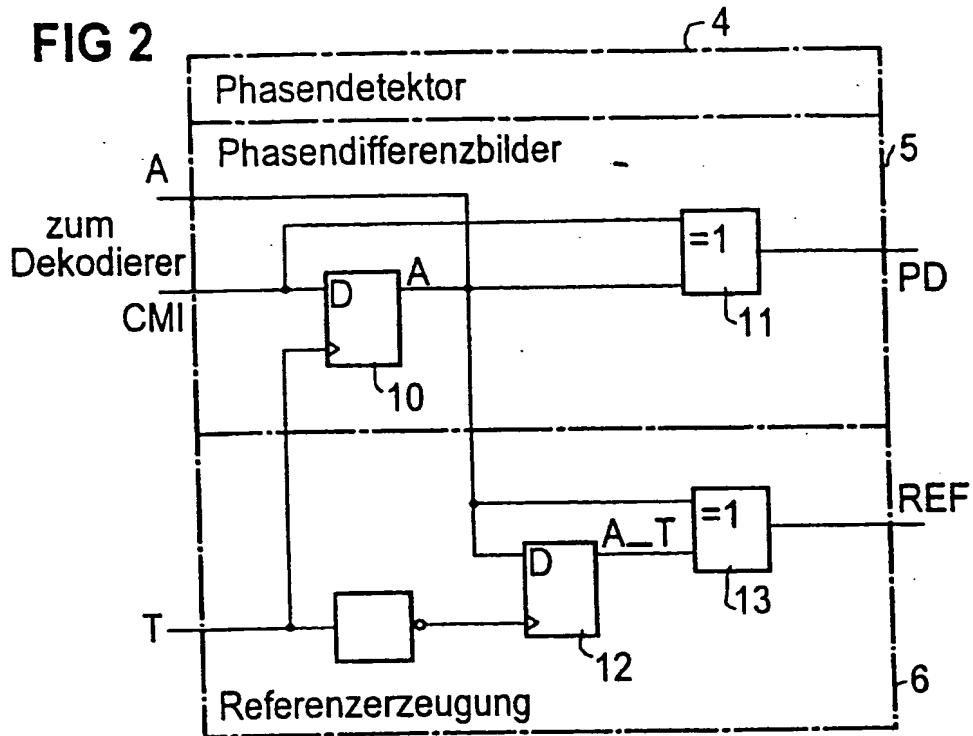 FIG 2
4
Phasendetektor
Phasendifferenzbilder
5
A
zum
Dekodierer
CMI
D
A
10
=1
11
PD
REF
=1
A_T
D
13
T
12
6
Referenzerzeugung